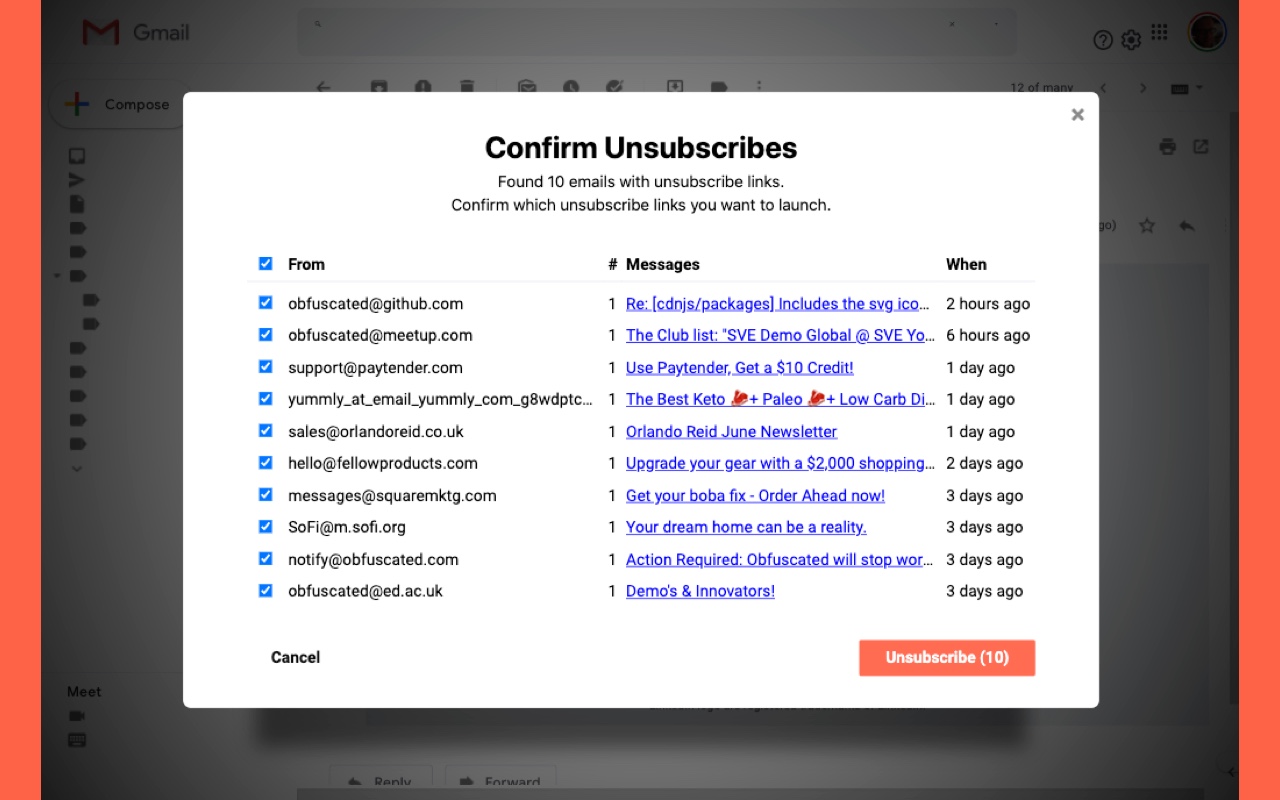 Gmail
Compose
12 of many
Confirm Unsubscribes
Found 10 emails with unsubscribe links.
Confirm which unsubscribe links you want to launch.
go)
From # Messages When
obfuscated@github.com 1 Re: [cdnjs/packages] Includes the svg ico... 2 hours ago
obfuscated@meetup.com 1 The Club list: "SVE Demo Global @ SVE Yo... 6 hours ago
support@paytender.com 1 Use Paytender, Get a $10 Credit! 1 day ago
yummly_at_email_yummly_com_g8wdptc... 1 The Best Keto 🥩+ Paleo 🥩+ Low Carb Di... 1 day ago
sales@orlandoreid.co.uk 1 Orlando Reid June Newsletter 1 day ago
hello@fellowproducts.com 1 Upgrade your gear with a $2,000 shopping... 2 days ago
messages@squaremktg.com 1 Get your boba fix - Order Ahead now! 3 days ago
SoFi@m.sofi.org 1 Your dream home can be a reality. 3 days ago
notify@obfuscated.com 1 Action Required: Obfuscated will stop wor... 3 days ago
obfuscated@ed.ac.uk 1 Demo's & Innovators! 3 days ago
Cancel Unsubscribe (10)
Meet
Reply Forward